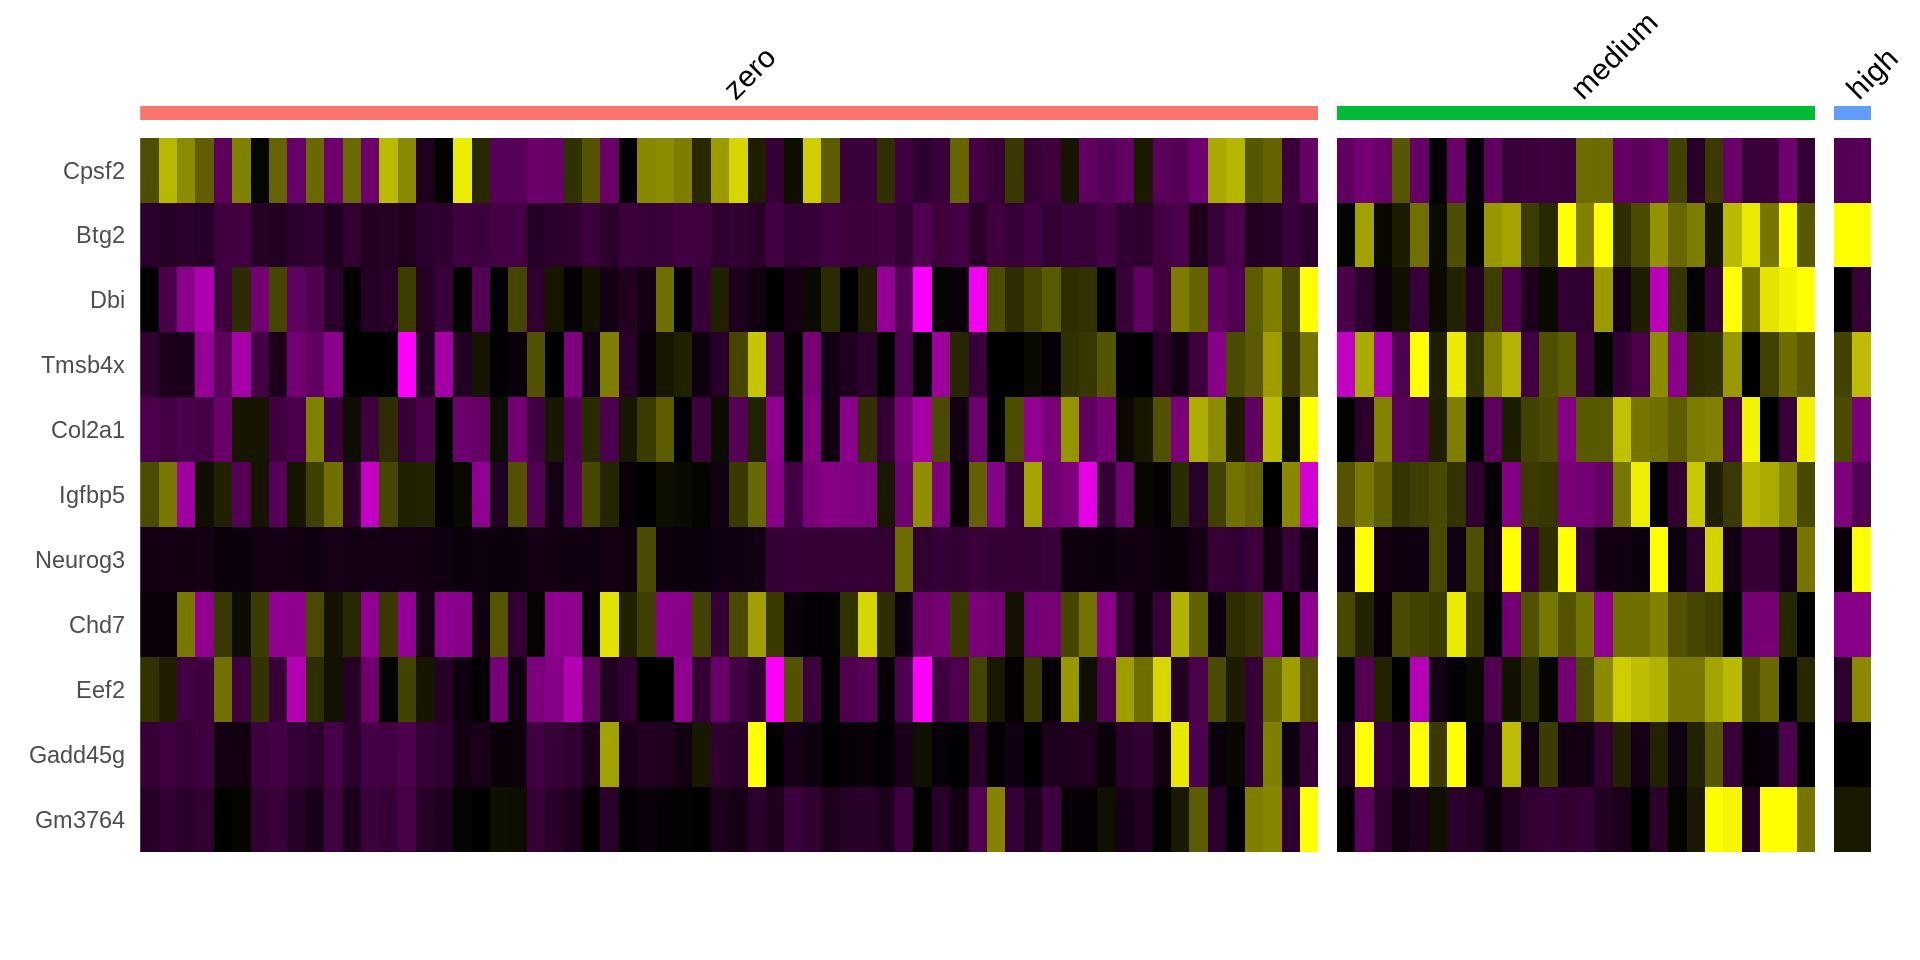 zero
medium
high
Cpsf2
Btg2
Dbi
Tmsb4x
Col2a1
Igfbp5
Neurog3
Chd7
Eef2
Gadd45g
Gm3764